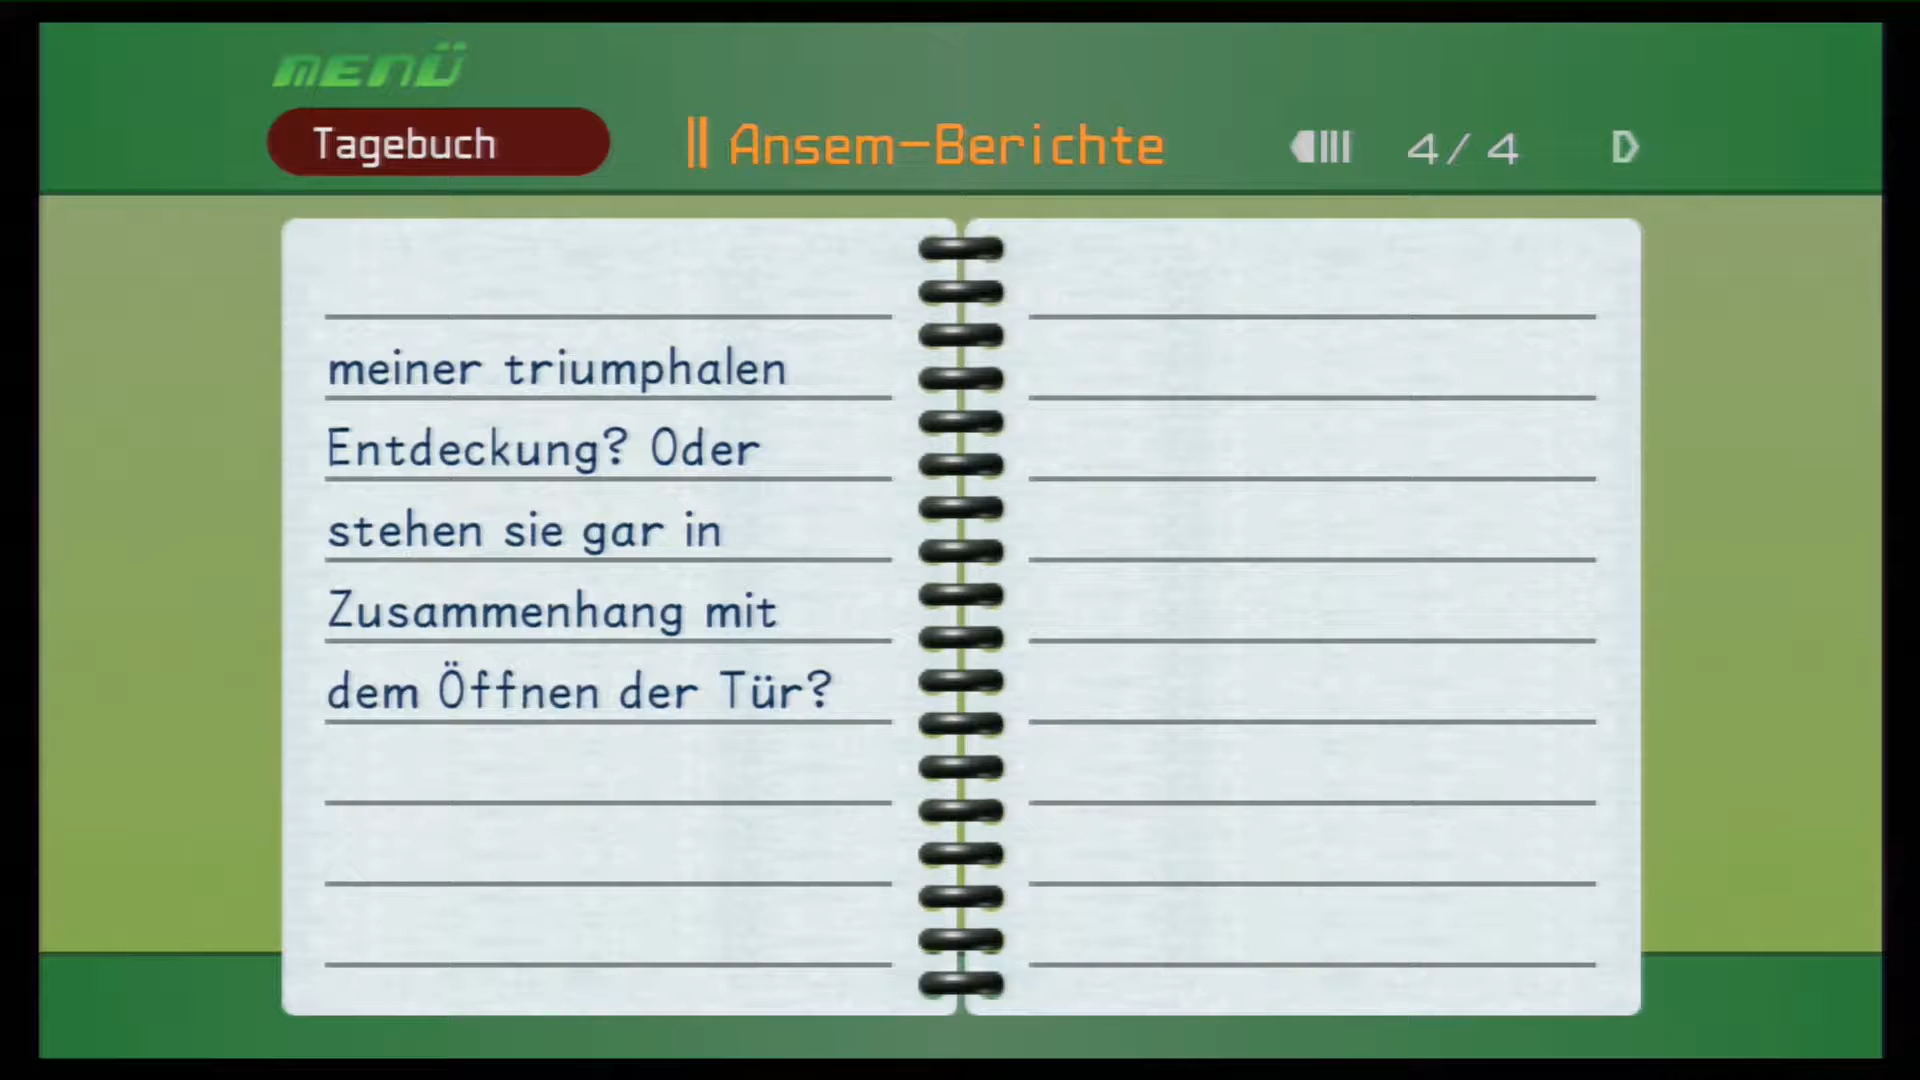 MENÜ
Tagebuch
Ansem-Berichte
4/4
meiner triumphalen
Entdeckung? Oder
stehen sie gar in
Zusammenhang mit
dem Öffnen der Tür?